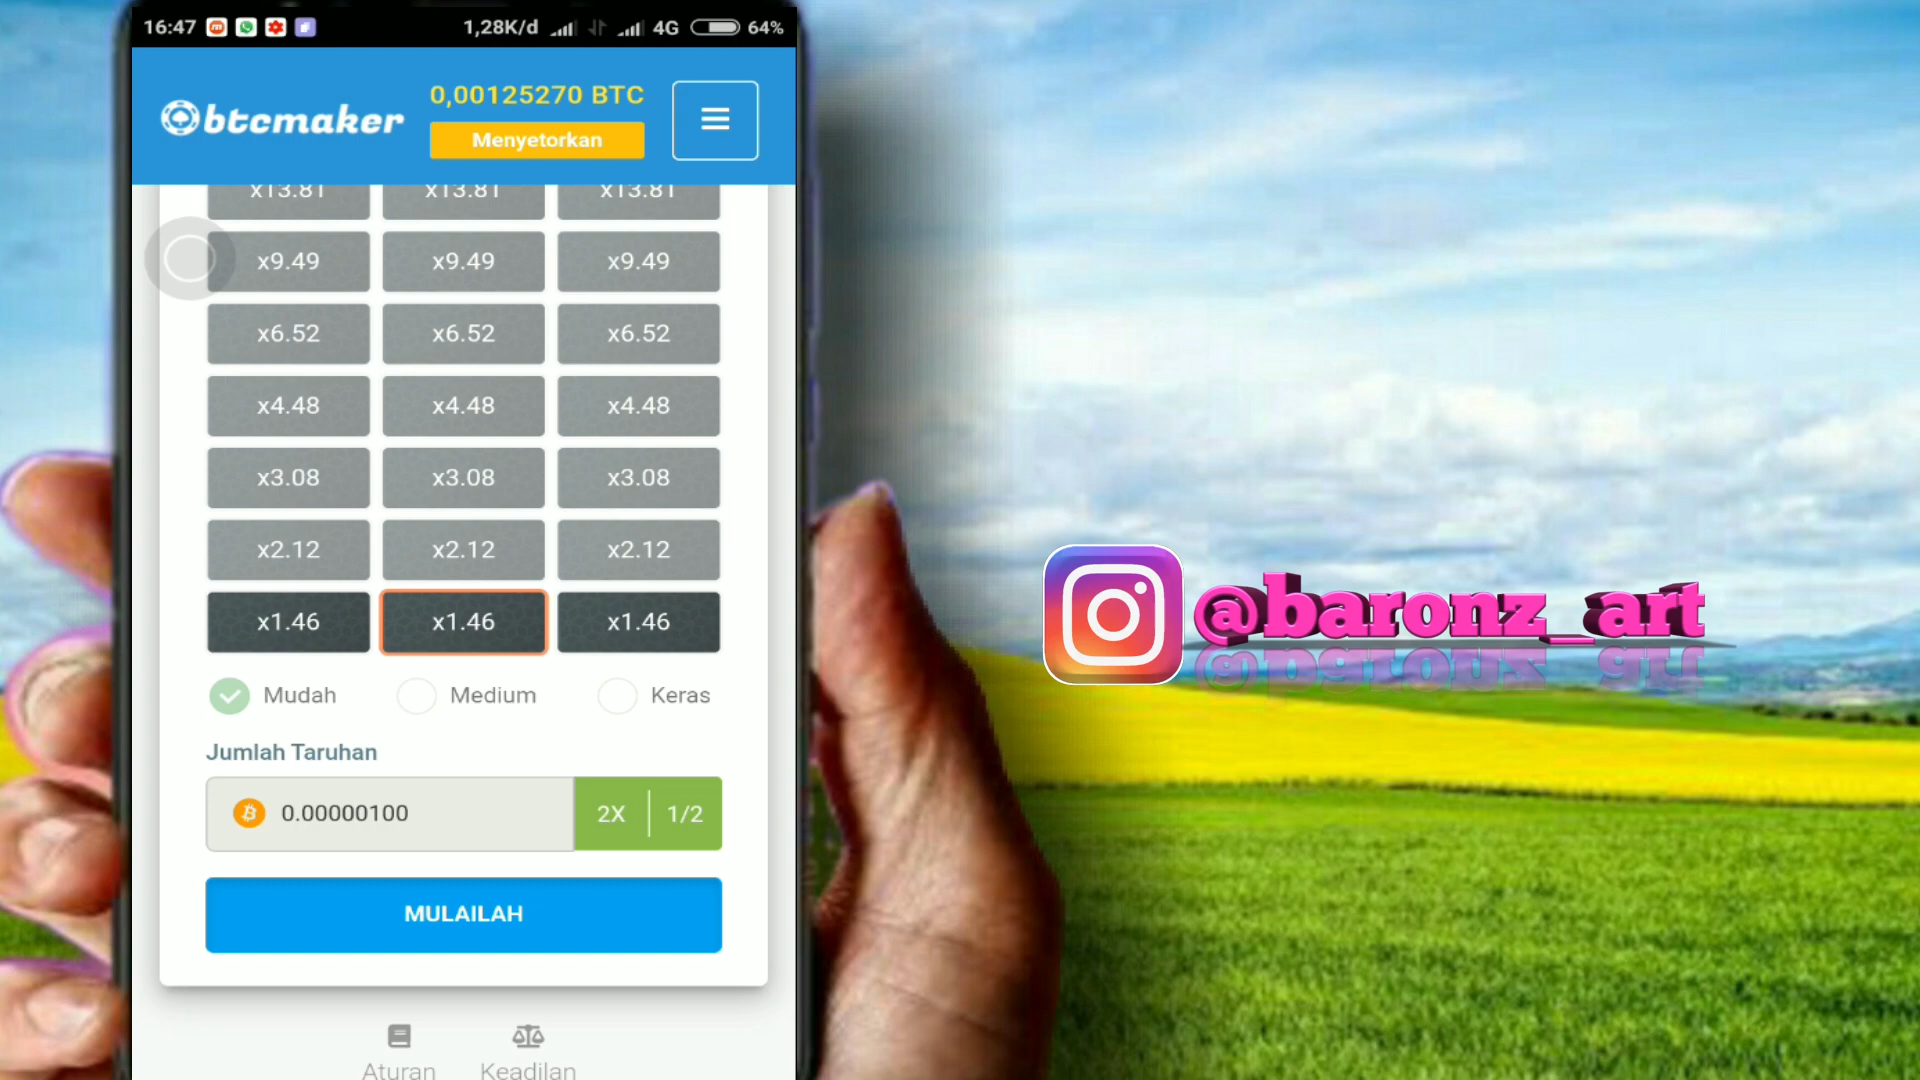 16:47 1,28K/d 4G 64%
btcmaker
0,00125270 BTC
Menyetorkan
x13.81 x13.81 x13.81
x9.49 x9.49 x9.49
x6.52 x6.52 x6.52
x4.48 x4.48 x4.48
x3.08 x3.08 x3.08
x2.12 x2.12 x2.12
x1.46 x1.46 x1.46
Mudah Medium Keras
Jumlah Taruhan
0.00000100 2X 1/2
MULAILAH
Aturan Keadilan
@baronz_art